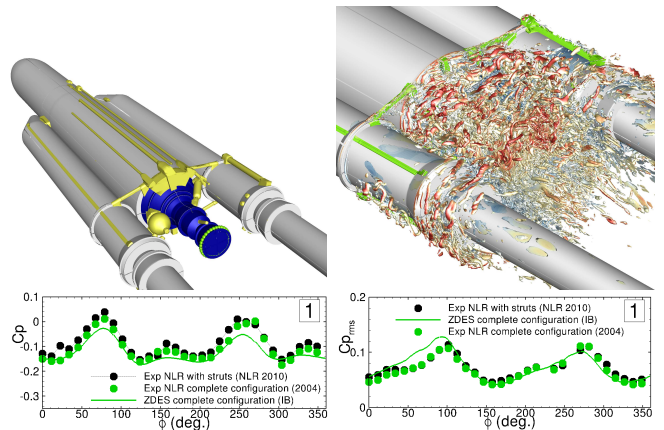 0.1
0
-0.1
-0.2
-0.3
Cp
1
Exp NLR with struts (NLR 2010)
Exp NLR complete configuration (2004)
ZDES complete configuration (IB)
0 50 100 150 200 250 300 350
ϕ (deg.)
0.2
0.1
0
Cp rms
1
Exp NLR with struts (NLR 2010)
ZDES complete configuration (IB)
Exp NLR complete configuration (2004)
0 50 100 150 200 250 300 350
ϕ (deg.)